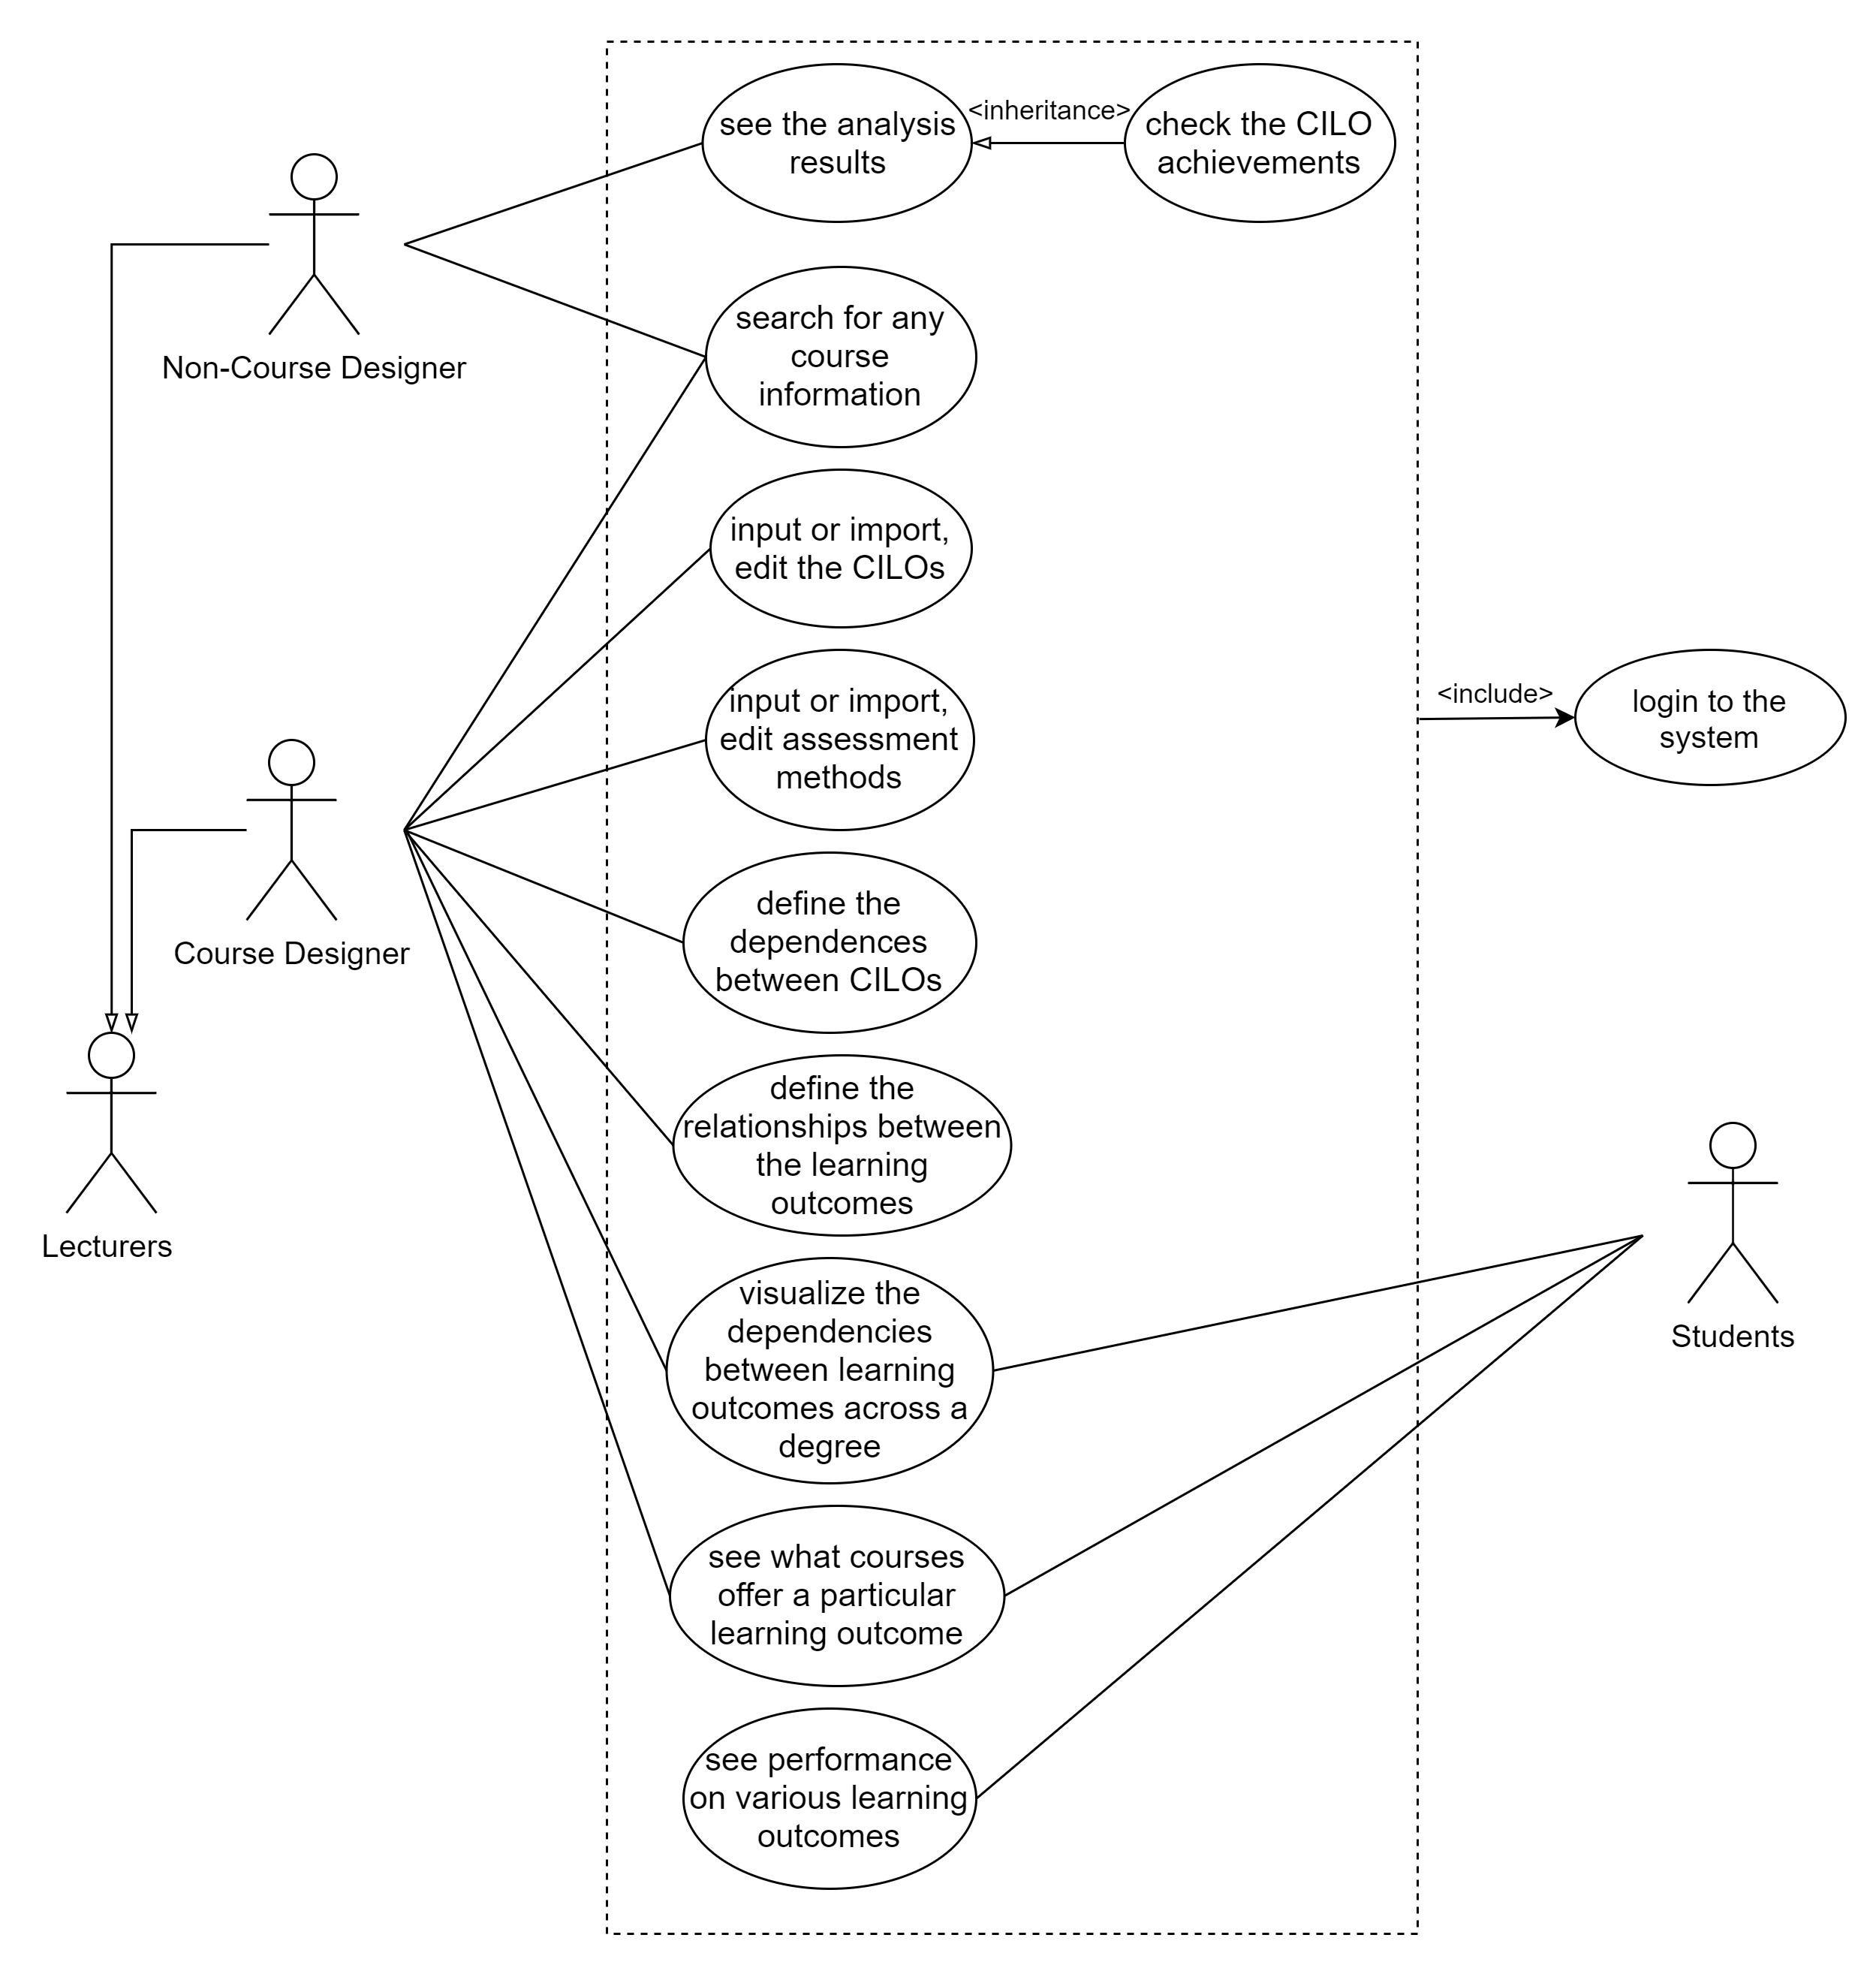 see the analysis
results
<inheritance>
check the CILO
achievements
Non-Course Designer
search for any
course
information
input or import,
edit the CILOs
input or import,
edit assessment
methods
<include>
login to the
system
Course Designer
define the
dependences
between CILOs
define the
relationships between
the learning
outcomes
Lecturers
Students
visualize the
dependencies
between learning
outcomes across a
degree
see what courses
offer a particular
learning outcome
see performance
on various learning
outcomes